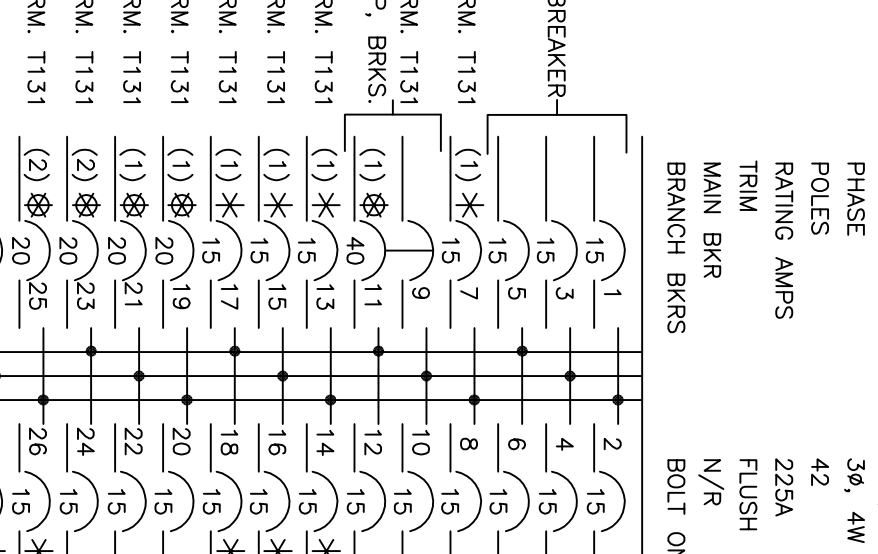 PHASE 3ø, 4W
POLES 42
RATING AMPS 225A
TRIM FLUSH
MAIN BKR N/R
BRANCH BKRS BOLT ON
15 1 2 15
BREAKER 15 3 4 15
15 5 6 15
RM. T131 (1) 15 7 8 15
RM. T131 9 10 15
P, BRKS. (1) 40 11 12 15
RM. T131 (1) 15 13 14 15
RM. T131 (1) 15 15 16 15
RM. T131 (1) 15 17 18 15
RM. T131 (1) 20 19 20 15
RM. T131 (1) 20 21 22 15
RM. T131 (2) 20 23 24 15
RM. T131 (2) 20 25 26 15